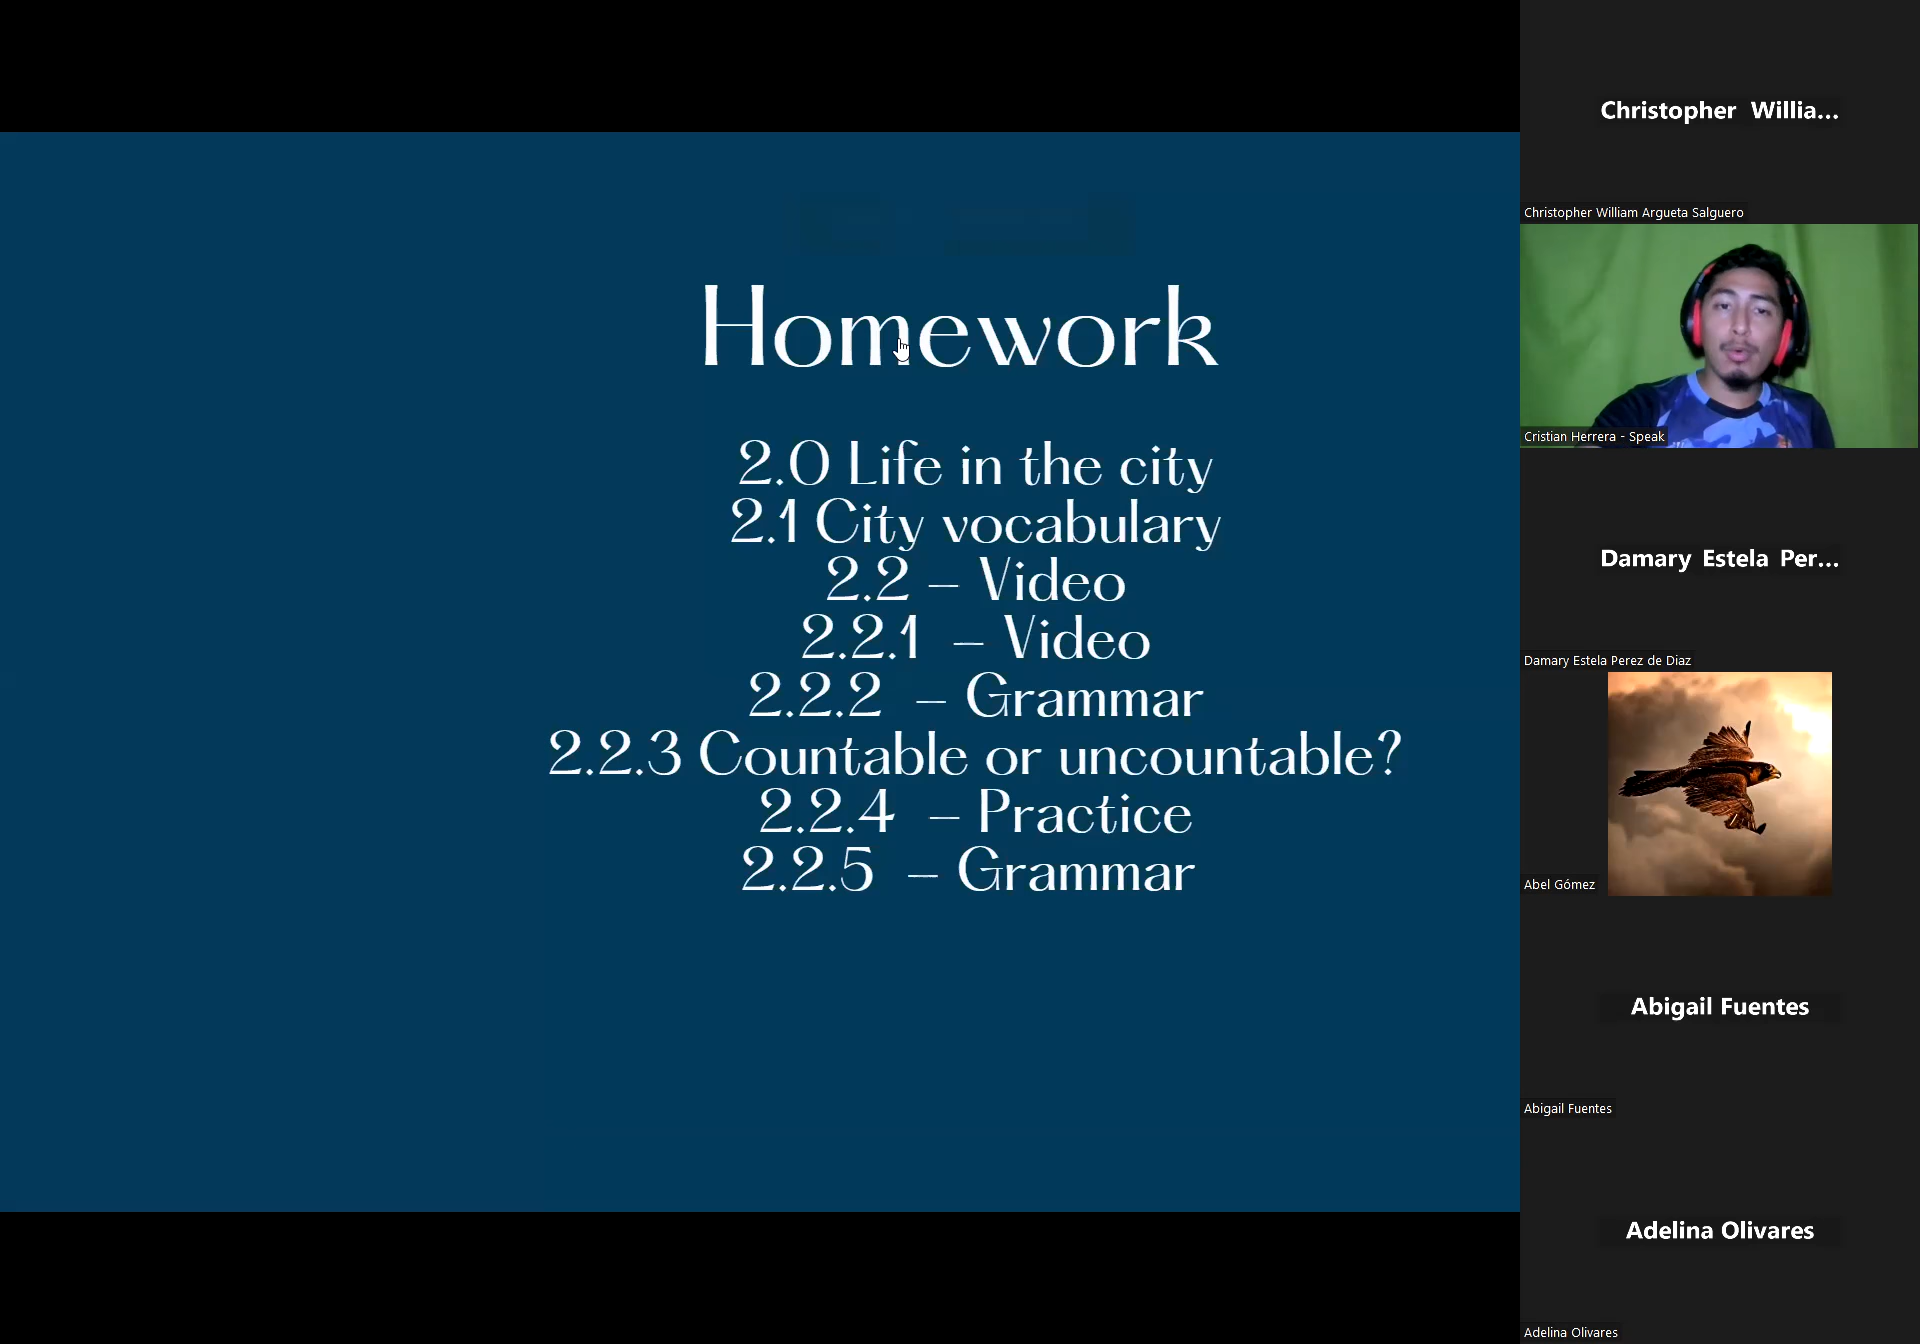 Homework
2.0 Life in the city
2.1 City vocabulary
2.2 – Video
2.2.1 – Video
2.2.2 – Grammar
2.2.3 Countable or uncountable?
2.2.4 – Practice
2.2.5 – Grammar
Christopher Willia...
Christopher William Argueta Salguero
Cristian Herrera - Speak
Damary Estela Per...
Damary Estela Perez de Diaz
Abel Gómez
Abigail Fuentes
Abigail Fuentes
Adelina Olivares
Adelina Olivares